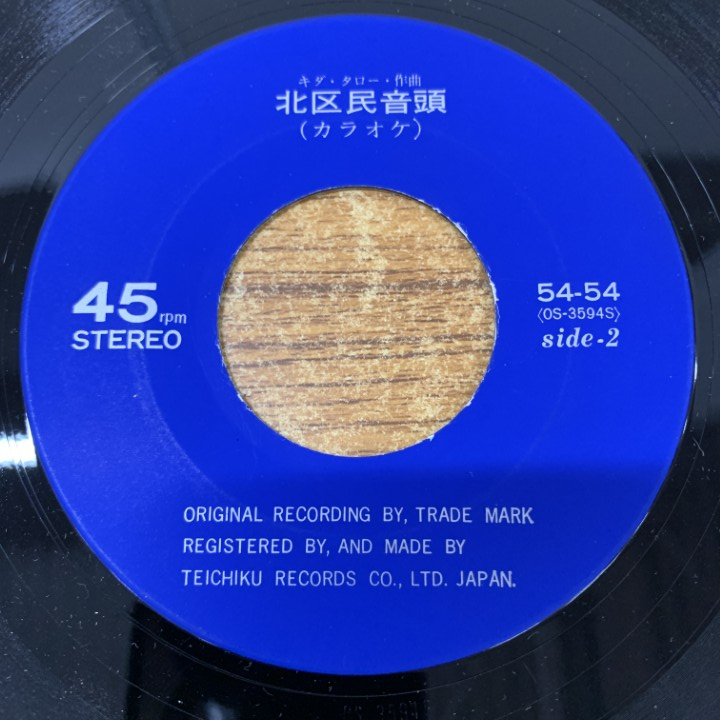 キダ・タロー・作曲
北区民音頭
(カラオケ)
45rpm
STEREO
54-54
〈OS-3594S〉
side-2
ORIGINAL RECORDING BY, TRADE MARK
REGISTERED BY, AND MADE BY
TEICHIKU RECORDS CO., LTD. JAPAN.